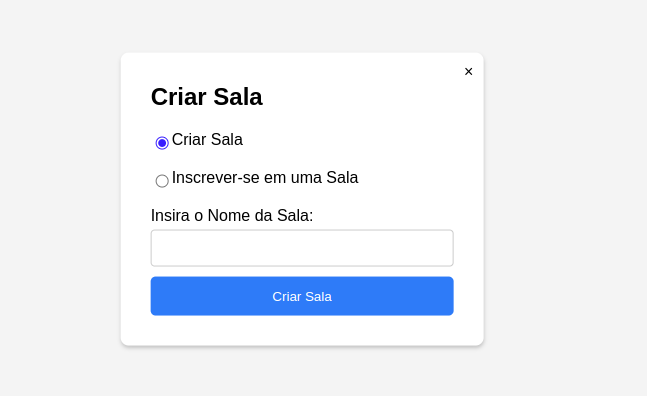 ×
Criar Sala
Criar Sala
Inscrever-se em uma Sala
Insira o Nome da Sala:
Criar Sala